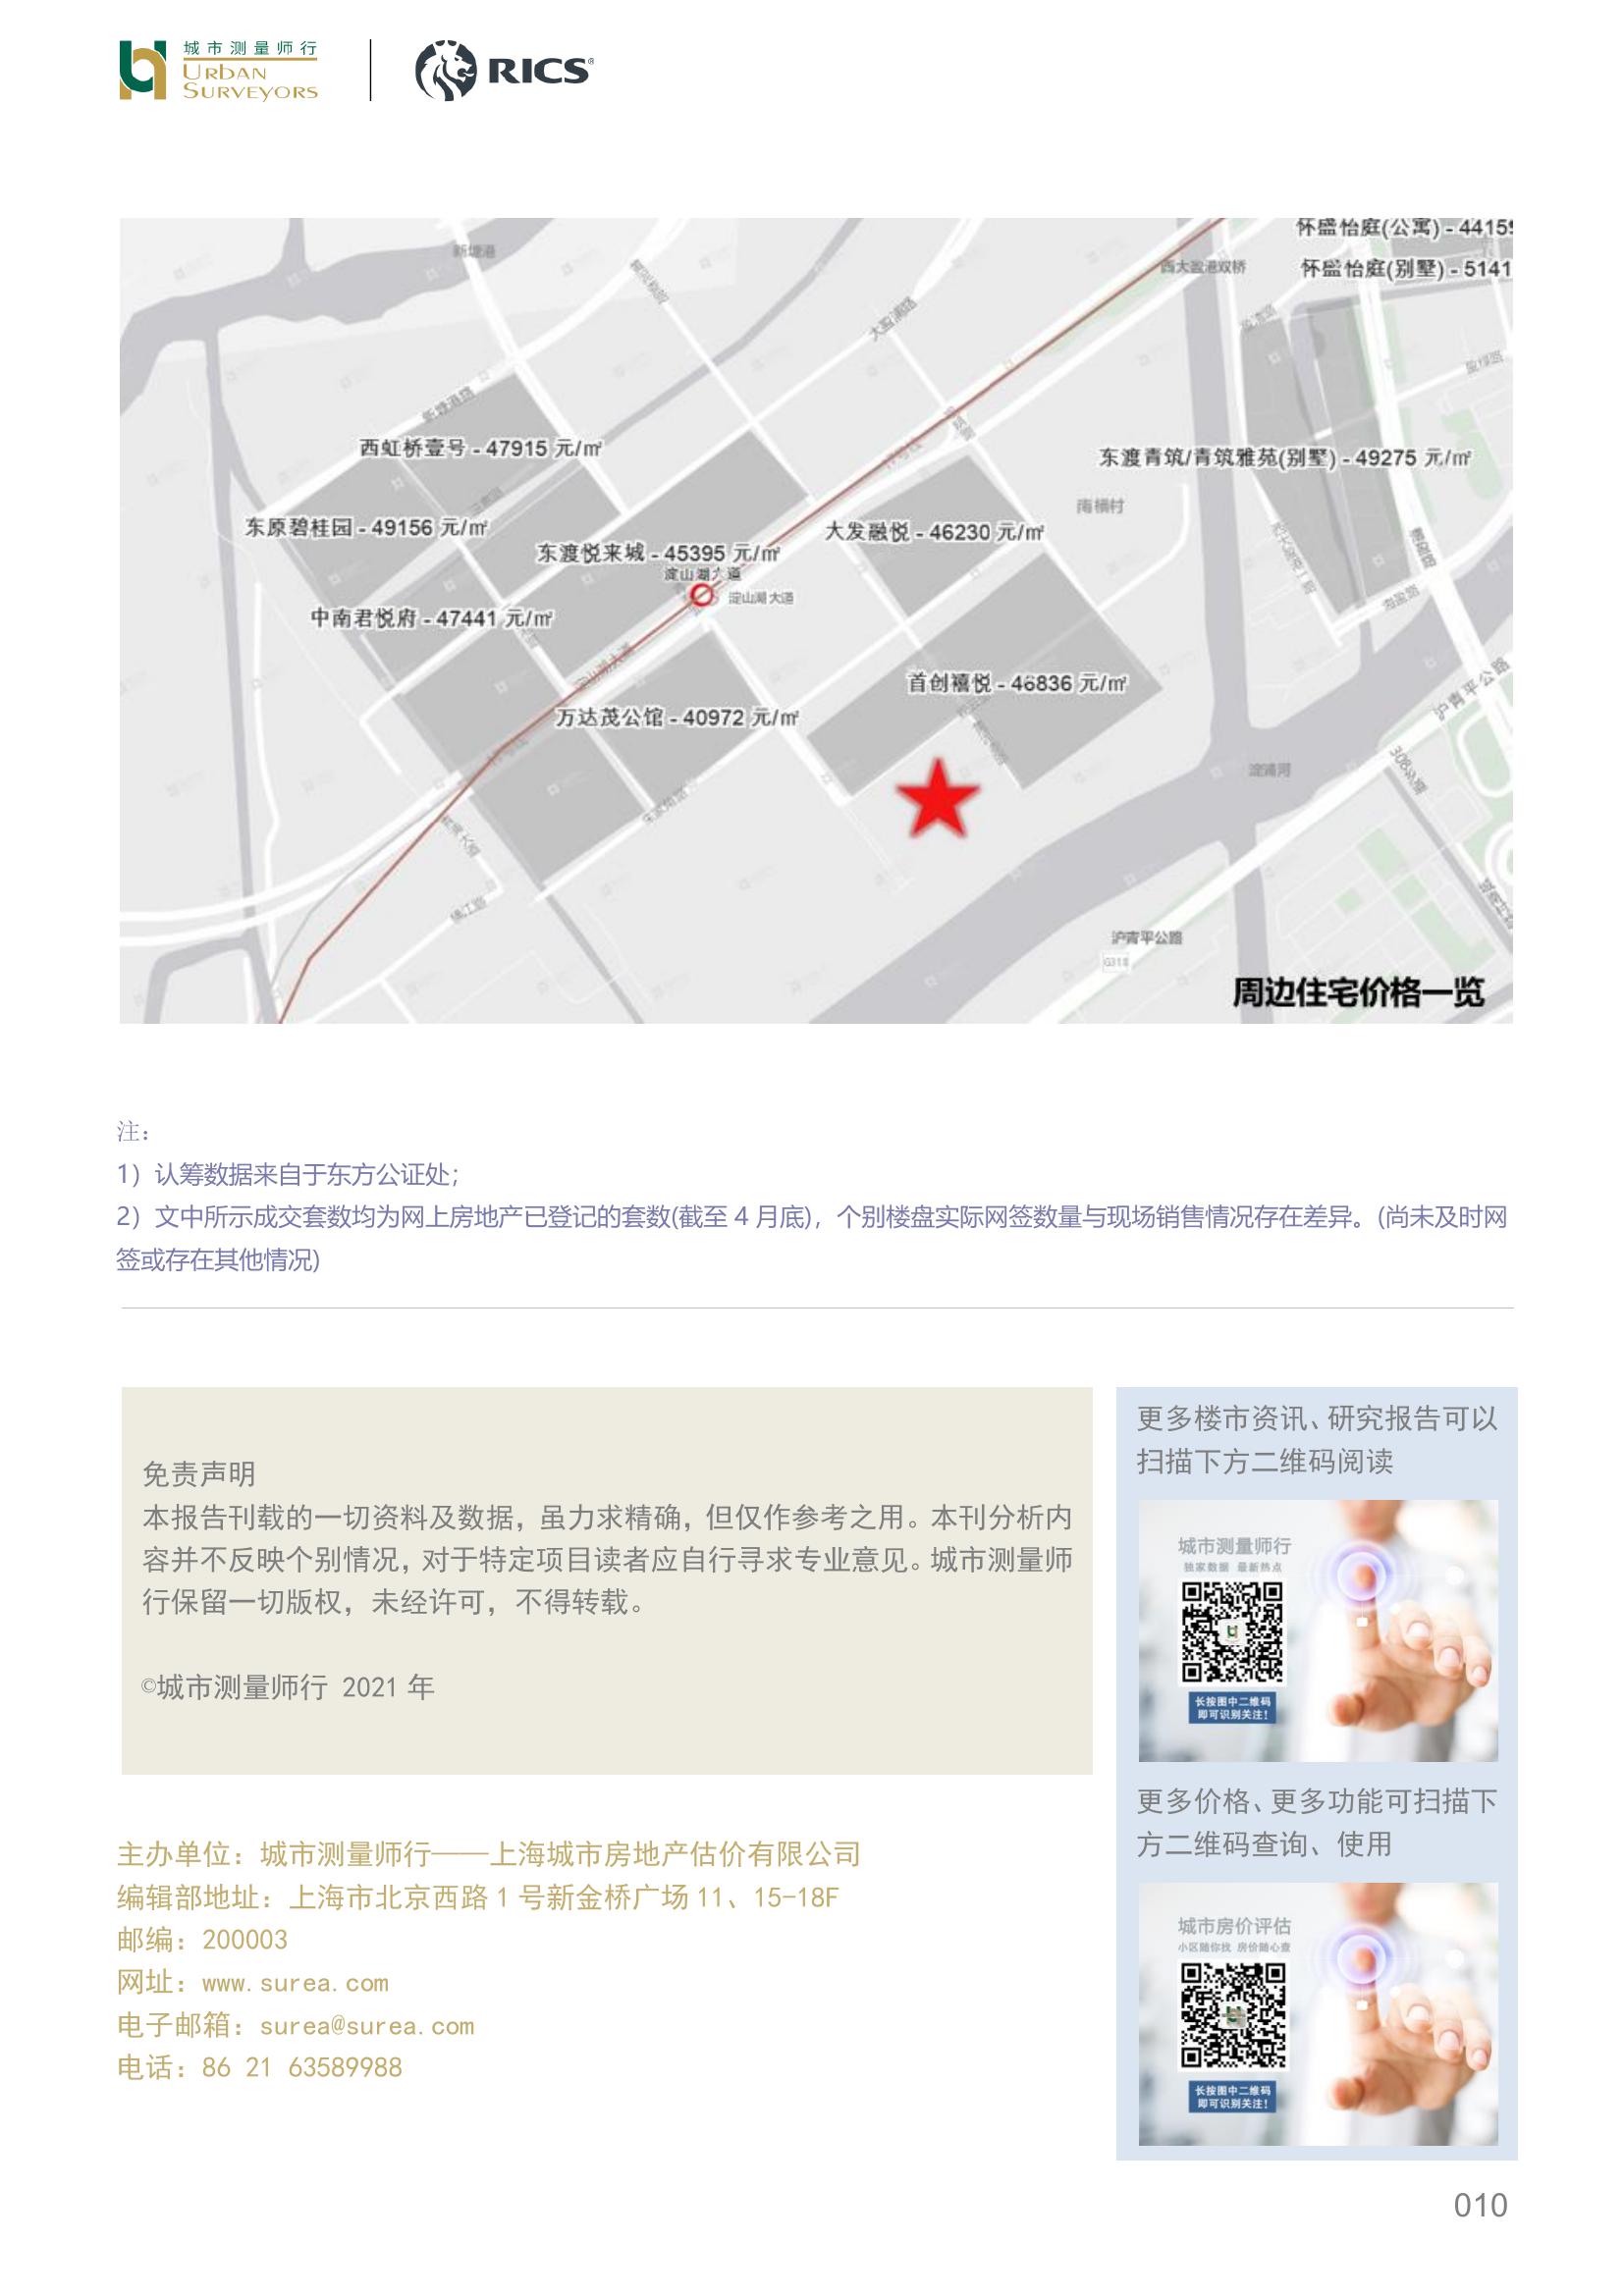 城市测量师行
URBAN
SURVEYORS
RICS®
怀盛怡庭(公寓) - 4415
怀盛怡庭(别墅) - 5141
新塘港
西大盈港双桥
大盈浦路
新塘港路
西虹桥壹号 - 47915 元/㎡
东渡青筑/青筑雅苑(别墅) - 49275 元/㎡
南横村
东原碧桂园 - 49156 元/㎡
大发融悦 - 46230 元/㎡
东渡悦来城 - 45395 元/㎡
淀山湖大道
淀山湖大道
中南君悦府 - 47441 元/㎡
淀山湖大道
首创禧悦 - 46836 元/㎡
万达茂公馆 - 40972 元/㎡
沪青平公路
淀浦河
沪青平公路
G318
周边住宅价格一览
注：
1）认筹数据来自于东方公证处；
2）文中所示成交套数均为网上房地产已登记的套数(截至 4 月底)，个别楼盘实际网签数量与现场销售情况存在差异。(尚未及时网
签或存在其他情况)
免责声明
本报告刊载的一切资料及数据，虽力求精确，但仅作参考之用。本刊分析内
容并不反映个别情况，对于特定项目读者应自行寻求专业意见。城市测量师
行保留一切版权，未经许可，不得转载。
©城市测量师行 2021 年
更多楼市资讯、研究报告可以
扫描下方二维码阅读
城市测量师行
独家数据 最新热点
长按图中二维码
即可识别关注！
更多价格、更多功能可扫描下
方二维码查询、使用
城市房价评估
小区随你找 房价随心查
长按图中二维码
即可识别关注！
主办单位：城市测量师行——上海城市房地产估价有限公司
编辑部地址：上海市北京西路 1 号新金桥广场 11、15-18F
邮编：200003
网址：www.surea.com
电子邮箱：surea@surea.com
电话：86 21 63589988
010